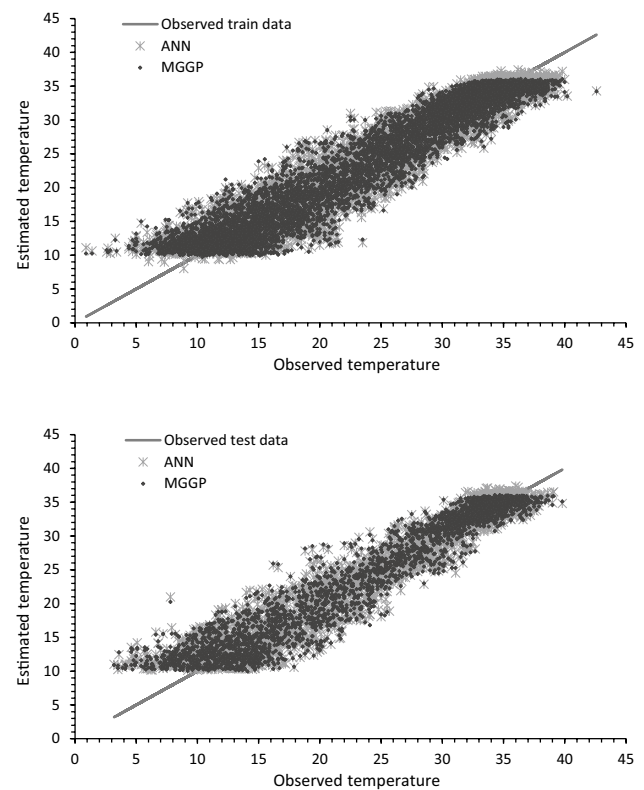 45
40
35
30
25
20
15
10
5
0
Estimated temperature
Observed train data
ANN
MGGP
0 5 10 15 20 25 30 35 40 45
Observed temperature
45
40
35
30
25
20
15
10
5
0
Estimated temperature
Observed test data
ANN
MGGP
0 5 10 15 20 25 30 35 40 45
Observed temperature